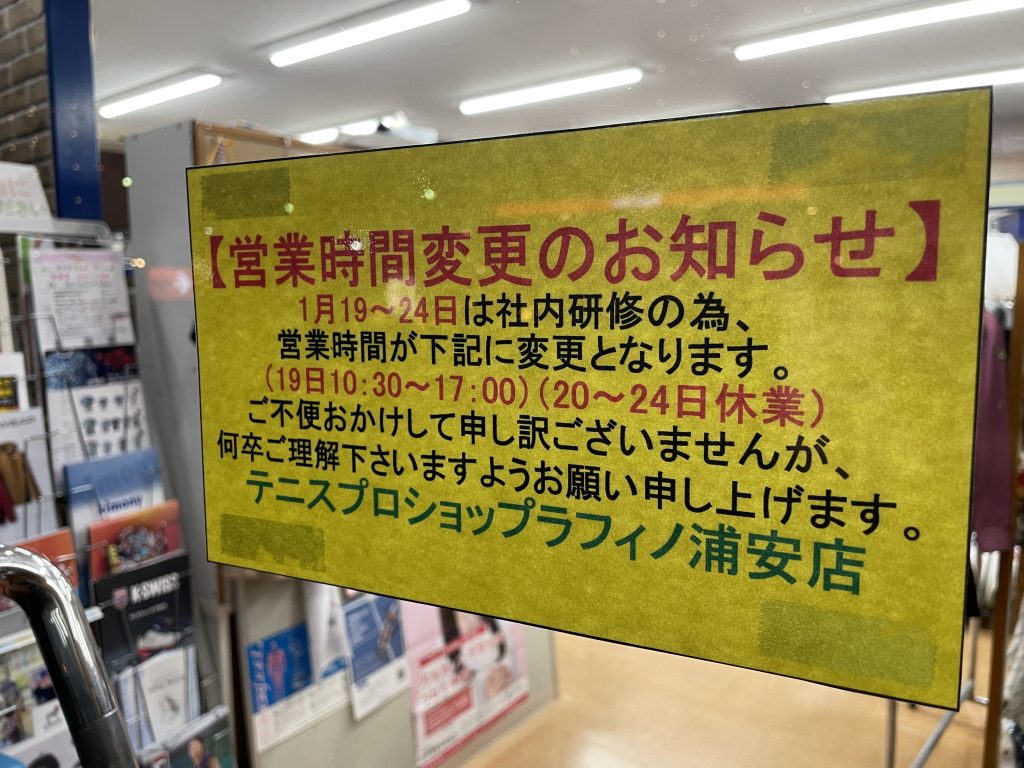 【営業時間変更のお知らせ】
1月19～24日は社内研修の為、
営業時間が下記に変更となります。
(19日10:30～17:00)(20～24日休業)
ご不便おかけして申し訳ございませんが、
何卒ご理解下さいますようお願い申し上げます。
テニスプロショップラフィノ浦安店
kimony
K-SWISS